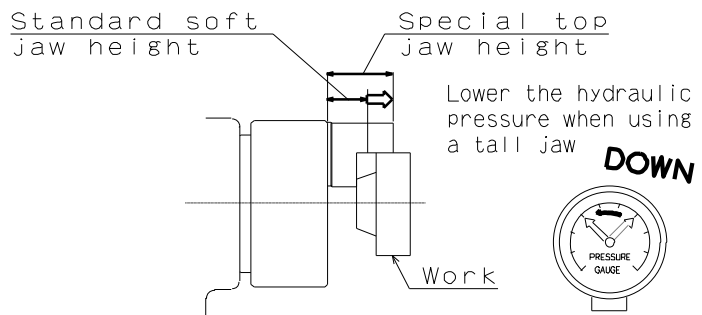 Standard soft
jaw height
Special top
jaw height
Lower the hydraulic
pressure when using
a tall jaw
DOWN
PRESSURE
GAUGE
Work